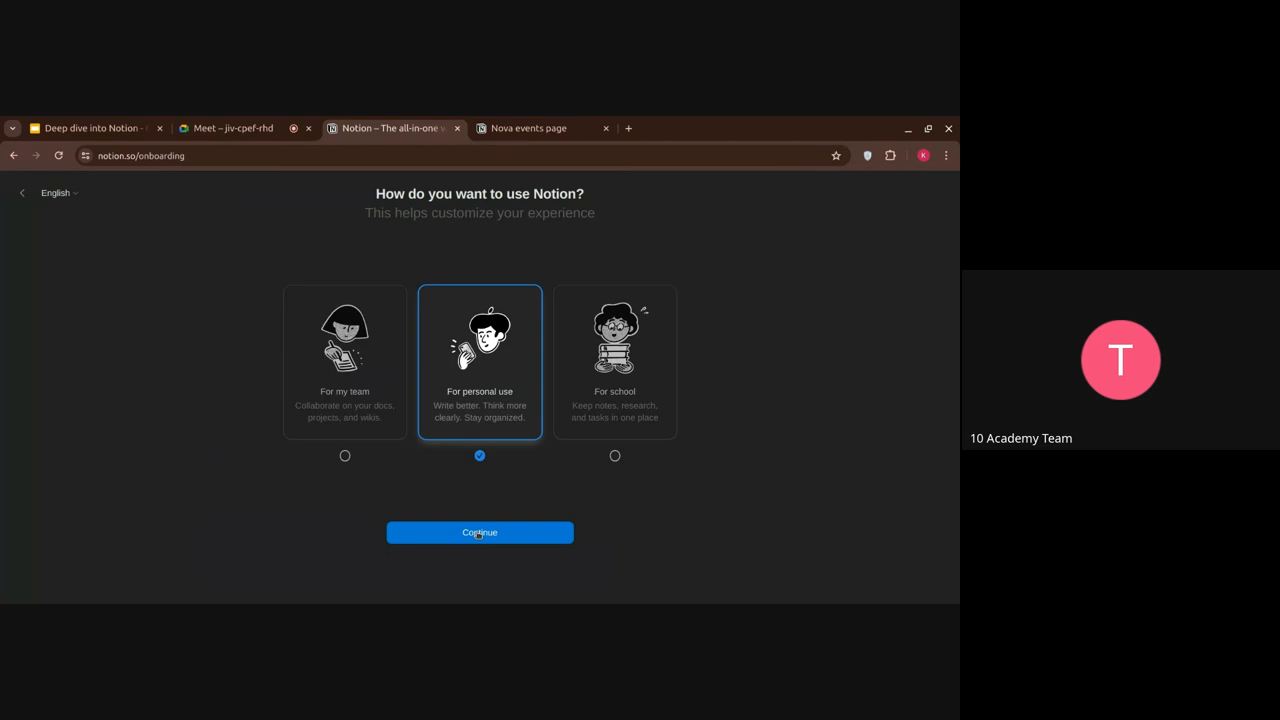 Deep dive into Notion -
Meet – jiv-cpef-rhd
Notion – The all-in-one
Nova events page
notion.so/onboarding
K
English
How do you want to use Notion?
This helps customize your experience
For my team
Collaborate on your docs,
projects, and wikis.
For personal use
Write better. Think more
clearly. Stay organized.
For school
Keep notes, research,
and tasks in one place
Continue
T
10 Academy Team